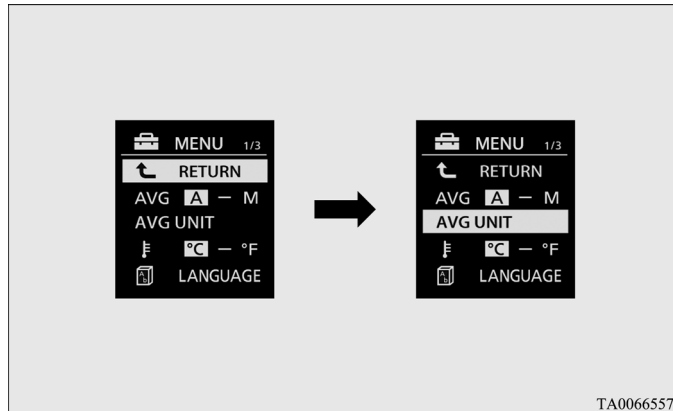 MENU 1/3
RETURN
AVG A – M
AVG UNIT
°C – °F
A b
LANGUAGE
MENU 1/3
RETURN
AVG A – M
AVG UNIT
°C – °F
A b
LANGUAGE
TA0066557